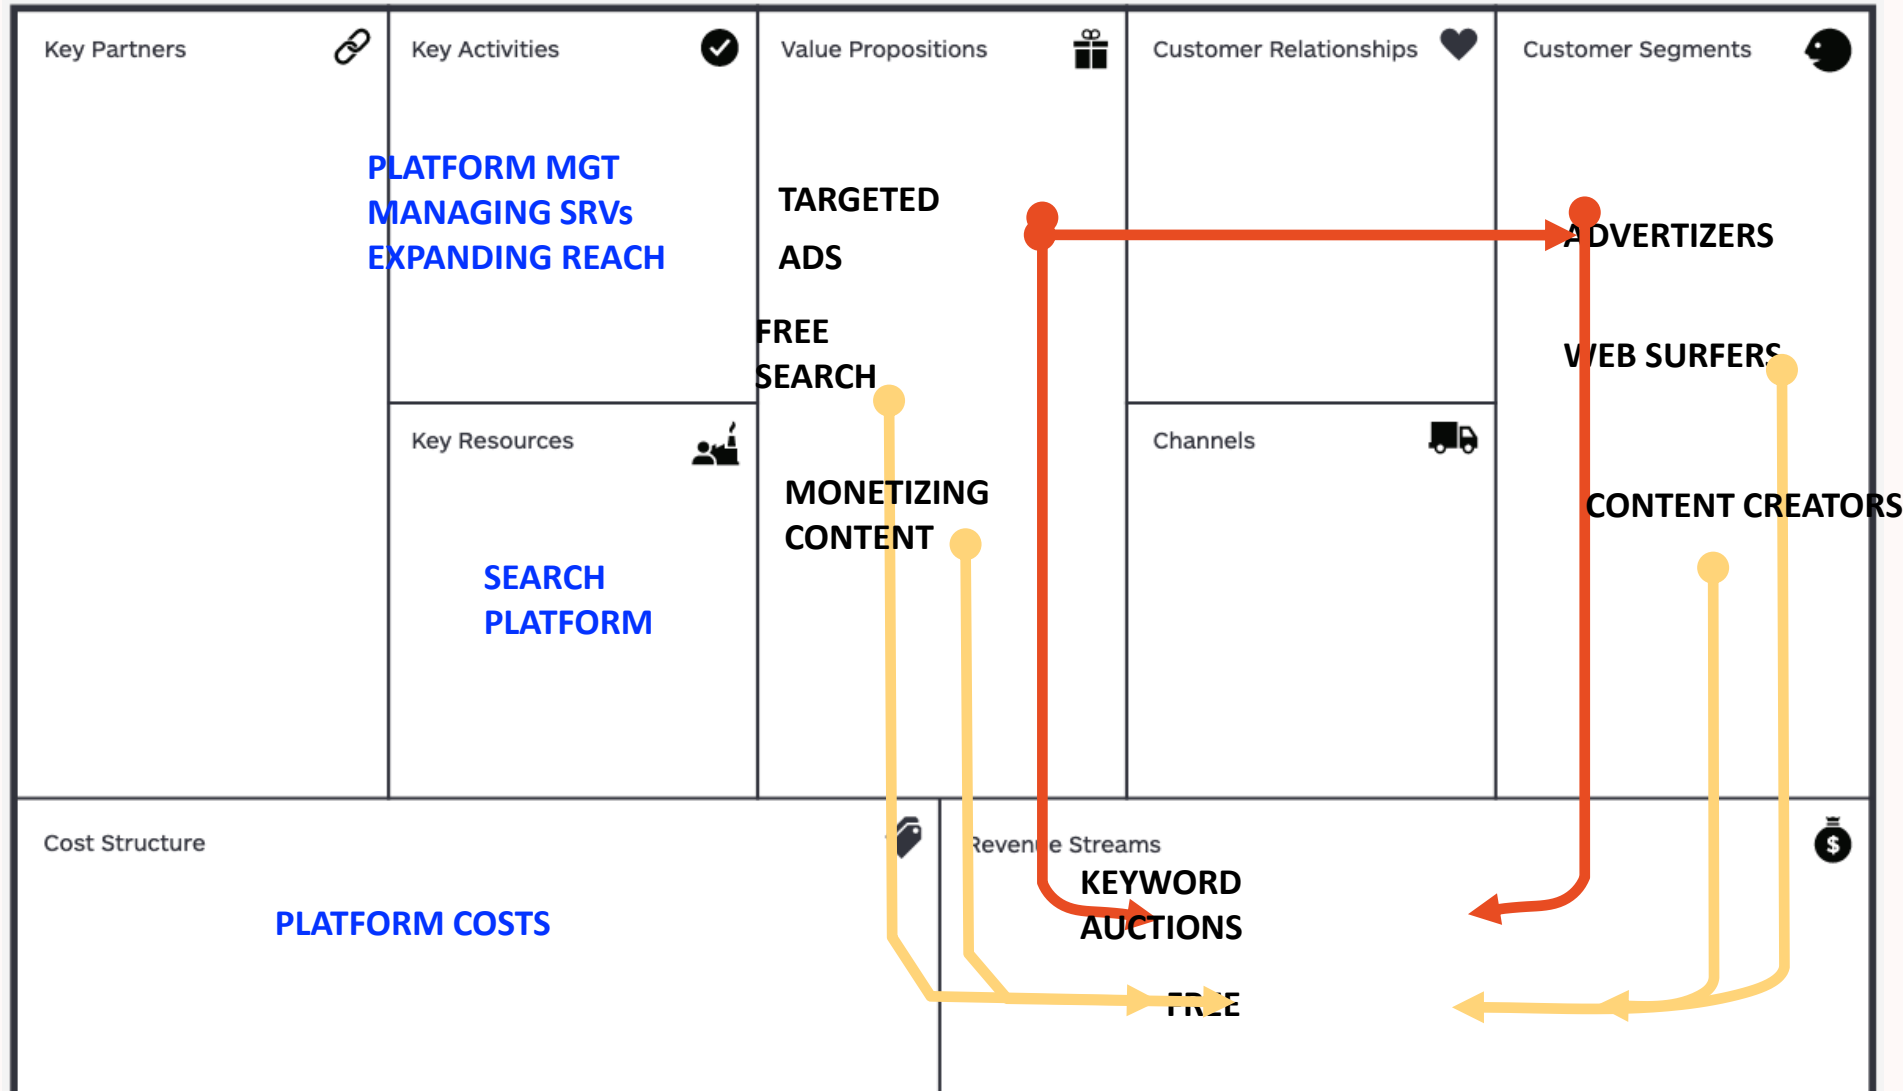 Key Partners
Key Activities
Value Propositions
Customer Relationships
Customer Segments
PLATFORM MGT
MANAGING SRVs
EXPANDING REACH
TARGETED
ADS
FREE
SEARCH
MONETIZING
CONTENT
ADVERTIZERS
WEB SURFERS
CONTENT CREATORS
Key Resources
SEARCH
PLATFORM
Channels
Cost Structure
PLATFORM COSTS
Revenue Streams
KEYWORD
AUCTIONS
FREE
$